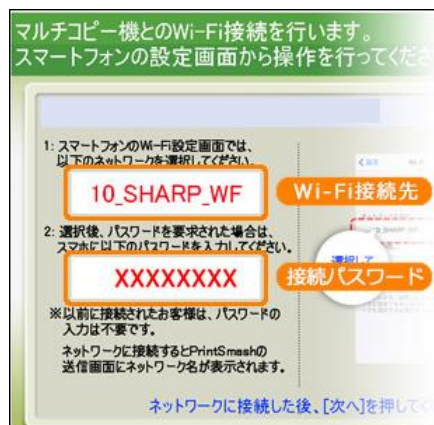 マルチコピー機とのWi-Fi接続を行います。
スマートフォンの設定画面から操作を行ってくださ
1: スマートフォンのWi-Fi設定画面では、
以下のネットワークを選択してください。
10_SHARP_WF
Wi-Fi接続先
2: 選択後、パスワードを要求された場合は、
スマホに以下のパスワードを入力してください。
XXXXXXXX
選択して
接続パスワード
※以前に接続されたお客様は、パスワードの
入力は不要です。
ネットワークに接続するとPrintSmashの
送信画面にネットワーク名が表示されます。
ネットワークに接続した後、[次へ]を押して